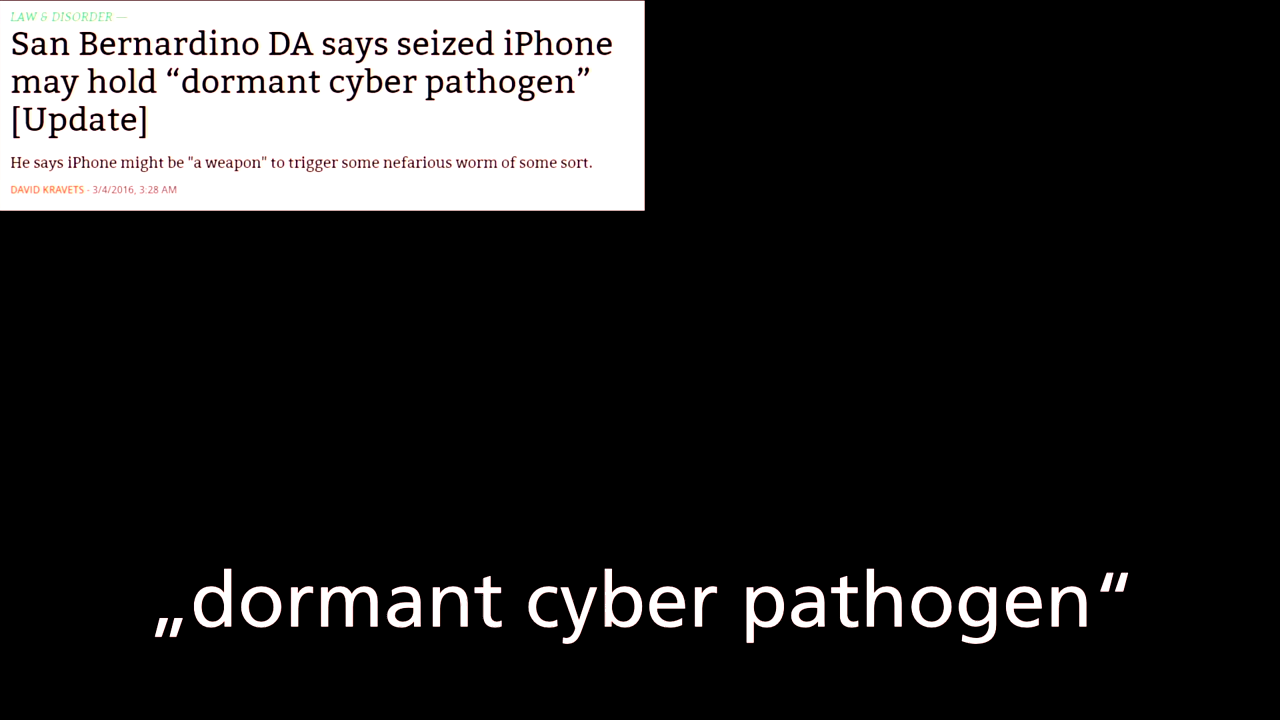 LAW & DISORDER —
San Bernardino DA says seized iPhone
may hold “dormant cyber pathogen”
[Update]
He says iPhone might be "a weapon" to trigger some nefarious worm of some sort.
DAVID KRAVETS - 3/4/2016, 3:28 AM
„dormant cyber pathogen“